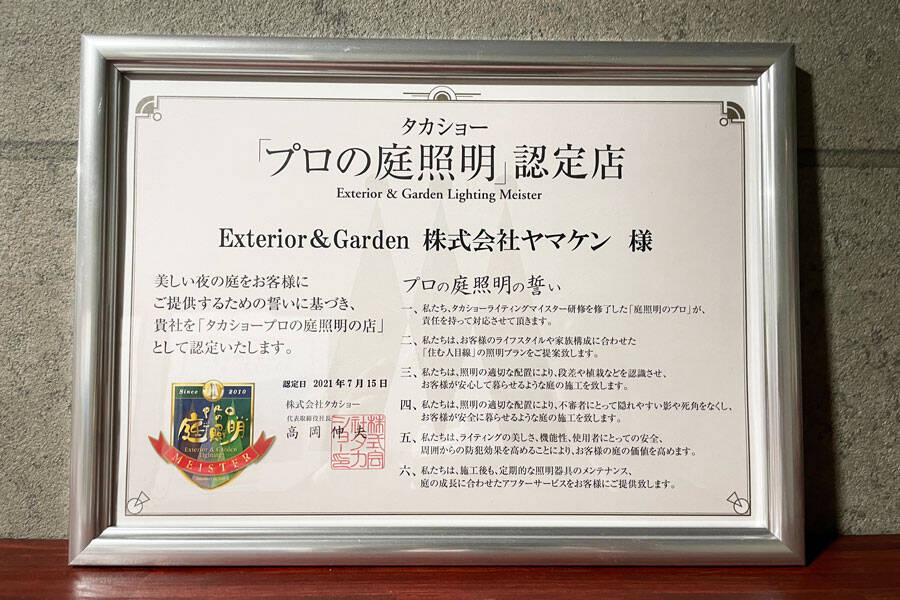 タカショー
「プロの庭照明」認定店
Exterior & Garden Lighting Meister
Exterior&Garden 株式会社ヤマケン 様
美しい夜の庭をお客様に
ご提供するための誓いに基づき、
貴社を「タカショープロの庭照明の店」
として認定いたします。
認定日 2021年7月15日
株式会社タカショー
代表取締役社長
高岡伸夫
株式会社タカショー
Since 2010
プロの
庭照明
Exterior & Garden
Lighting
MEISTER
プロの庭照明の誓い
一、私たち、タカショーライティングマイスター研修を修了した「庭照明のプロ」が、
責任を持って対応させて頂きます。
二、私たちは、お客様のライフスタイルや家族構成に合わせた
「住む人目線」の照明プランをご提案致します。
三、私たちは、照明の適切な配置により、段差や植栽などを認識させ、
お客様が安心して暮らせるような庭の施工を致します。
四、私たちは、照明の適切な配置により、不審者にとって隠れやすい影や死角をなくし、
お客様が安全に暮らせるような庭の施工を致します。
五、私たちは、ライティングの美しさ、機能性、使用者にとっての安全、
周囲からの防犯効果を高めることにより、お客様の庭の価値を高めます。
六、私たちは、施工後も、定期的な照明器具のメンテナンス、
庭の成長に合わせたアフターサービスをお客様にご提供致します。